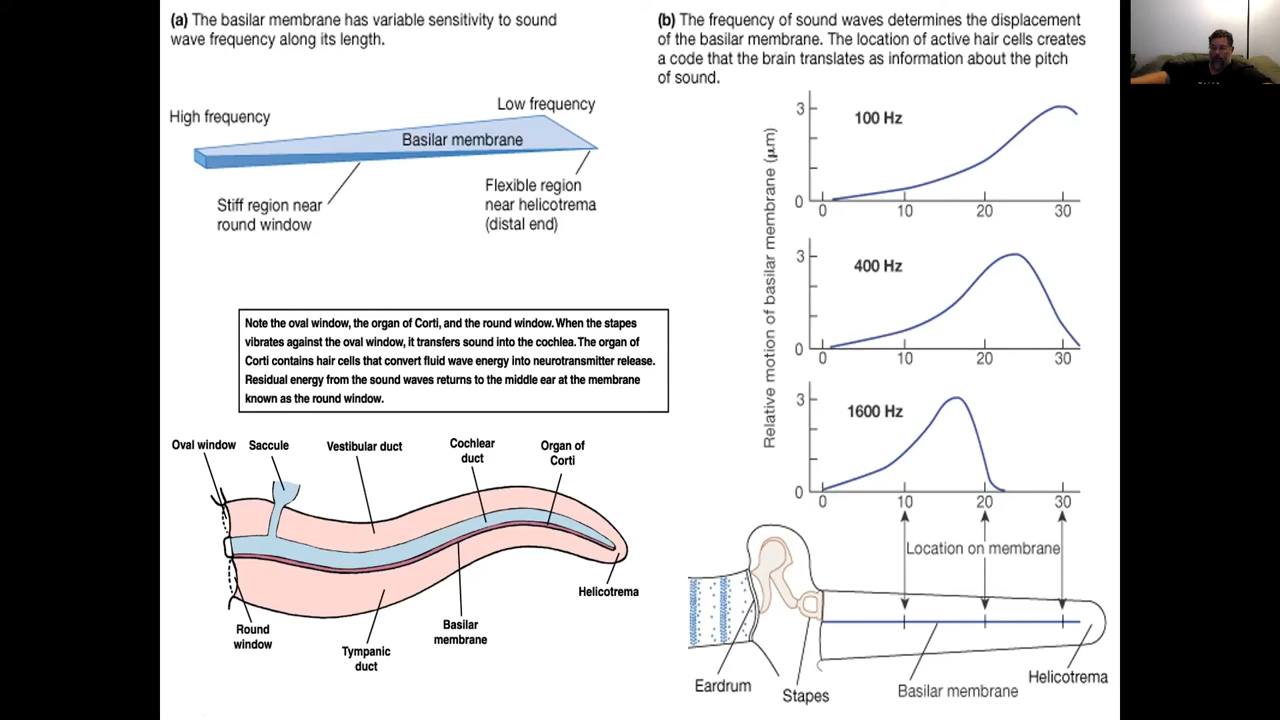 (a) The basilar membrane has variable sensitivity to sound
wave frequency along its length.
High frequency
Low frequency
Basilar membrane
Stiff region near
round window
Flexible region
near helicotrema
(distal end)
Note the oval window, the organ of Corti, and the round window. When the stapes
vibrates against the oval window, it transfers sound into the cochlea. The organ of
Corti contains hair cells that convert fluid wave energy into neurotransmitter release.
Residual energy from the sound waves returns to the middle ear at the membrane
known as the round window.
Oval window
Saccule
Vestibular duct
Cochlear
duct
Organ of
Corti
Helicotrema
Round
window
Tympanic
duct
Basilar
membrane
(b) The frequency of sound waves determines the displacement
of the basilar membrane. The location of active hair cells creates
a code that the brain translates as information about the pitch
of sound.
Relative motion of basilar membrane (μm)
3
100 Hz
0
0 10 20 30
3
400 Hz
0
0 10 20 30
3
1600 Hz
0
0 10 20 30
Location on membrane
Eardrum
Stapes
Basilar membrane
Helicotrema